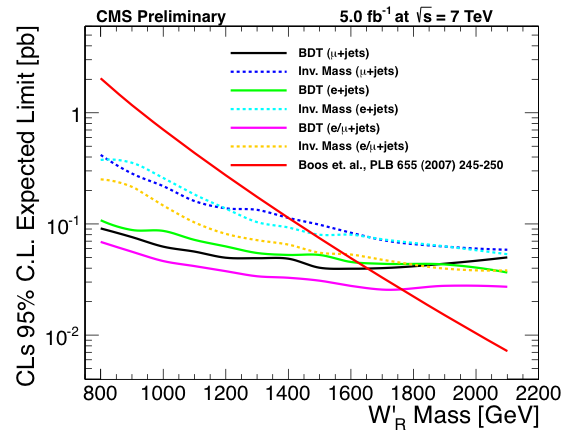 CMS Preliminary
5.0 fb⁻¹ at √s = 7 TeV
CLs 95% C.L. Expected Limit [pb]
BDT (μ+jets)
Inv. Mass (μ+jets)
BDT (e+jets)
Inv. Mass (e+jets)
BDT (e/μ+jets)
Inv. Mass (e/μ+jets)
Boos et. al., PLB 655 (2007) 245-250
1
10⁻¹
10⁻²
800 1000 1200 1400 1600 1800 2000 2200
W'_R Mass [GeV]